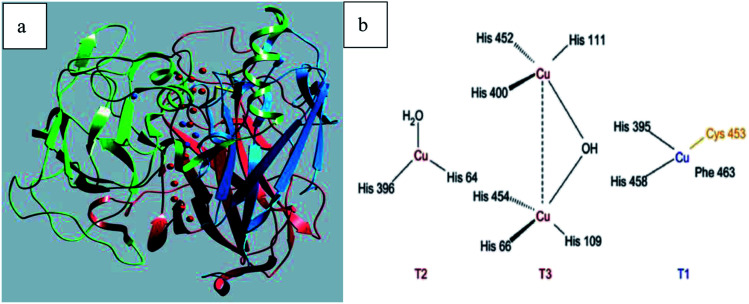 a
b
His 452
His 111
Cu
His 400
H₂O
Cu
His 396
His 64
OH
His 454
Cu
His 66
His 109
His 395
Cys 453
Cu
His 458
Phe 463
T2
T3
T1